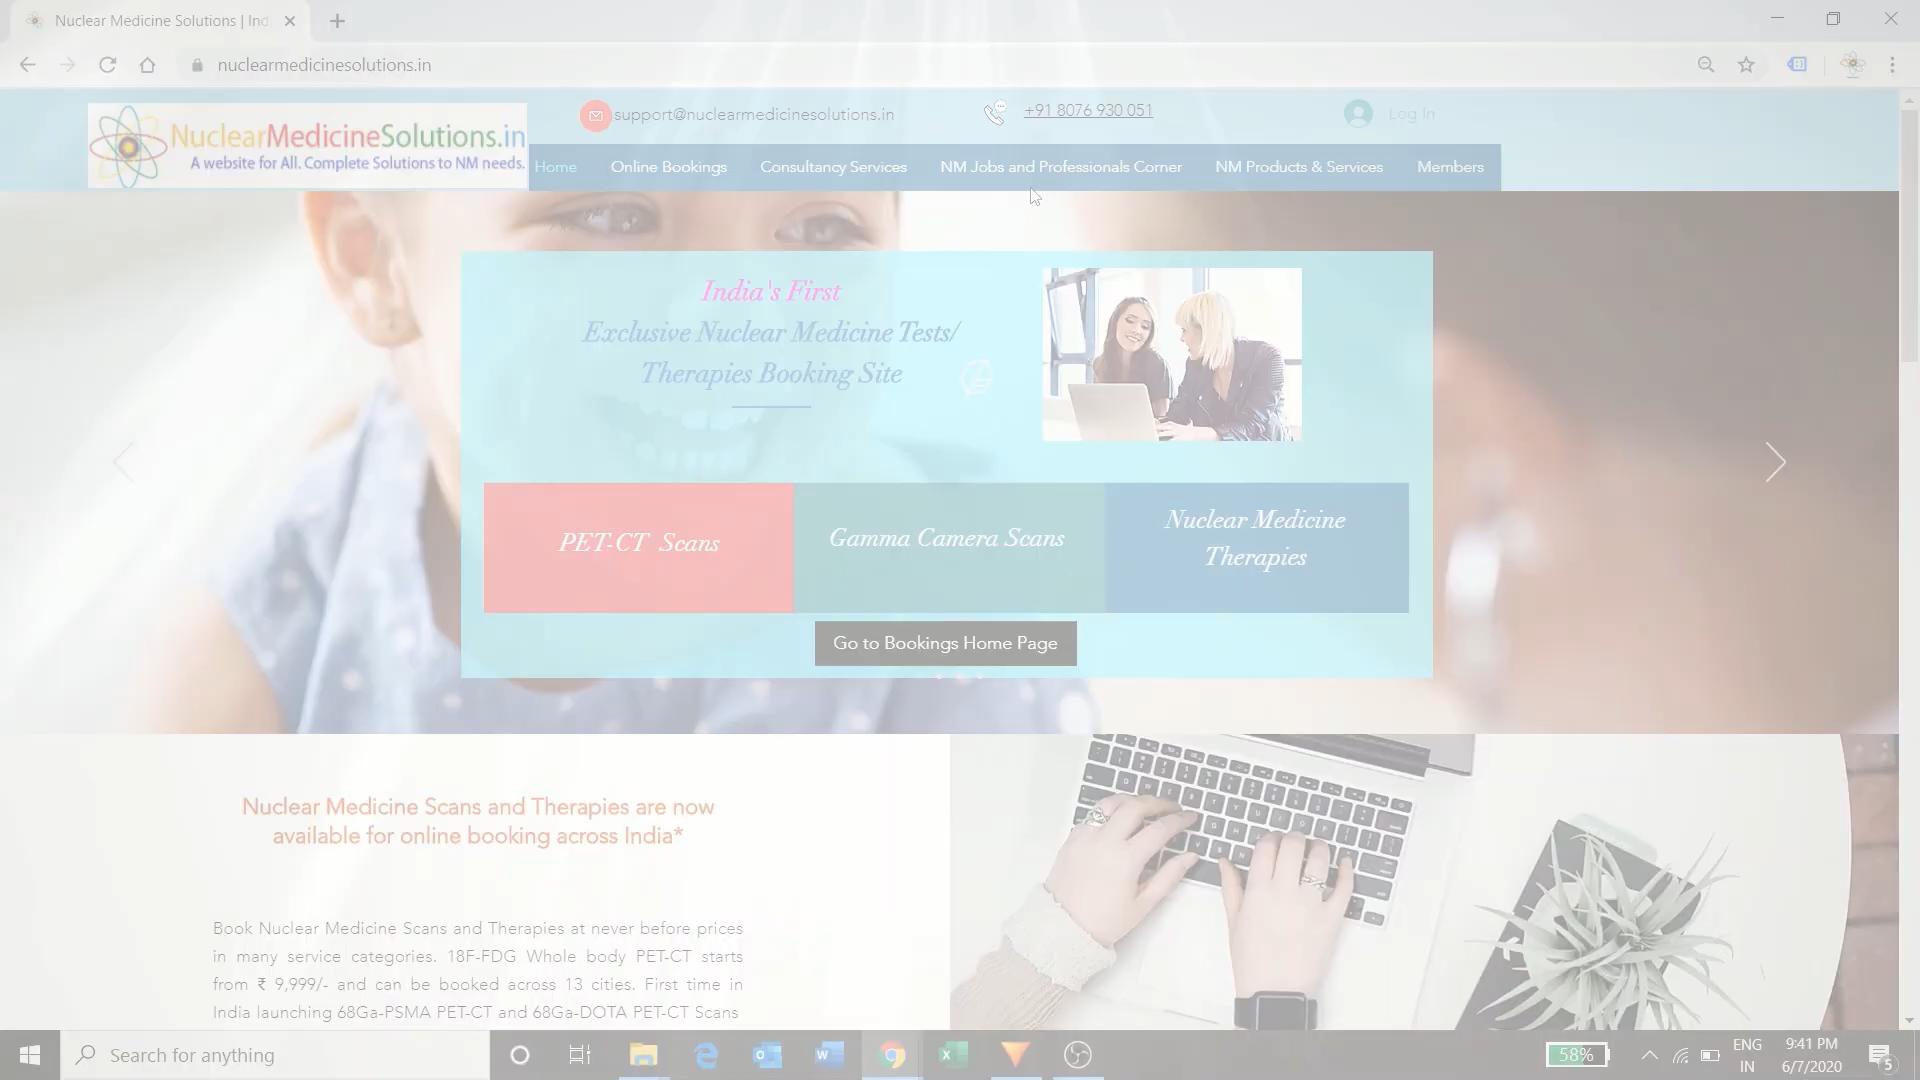 Nuclear Medicine Solutions | Ind
nuclearmedicinesolutions.in
NuclearMedicineSolutions.in
A website for All. Complete Solutions to NM needs.
support@nuclearmedicinesolutions.in
+91 8076 930 051
Log In
Home Online Bookings Consultancy Services NM Jobs and Professionals Corner NM Products & Services Members
India's First
Exclusive Nuclear Medicine Tests/
Therapies Booking Site
PET-CT Scans
Gamma Camera Scans
Nuclear Medicine
Therapies
Go to Bookings Home Page
Nuclear Medicine Scans and Therapies are now
available for online booking across India*
Book Nuclear Medicine Scans and Therapies at never before prices
in many service categories. 18F-FDG Whole body PET-CT starts
from ₹ 9,999/- and can be booked across 13 cities. First time in
India launching 68Ga-PSMA PET-CT and 68Ga-DOTA PET-CT Scans
Search for anything
58%
ENG
IN
9:41 PM
6/7/2020
5